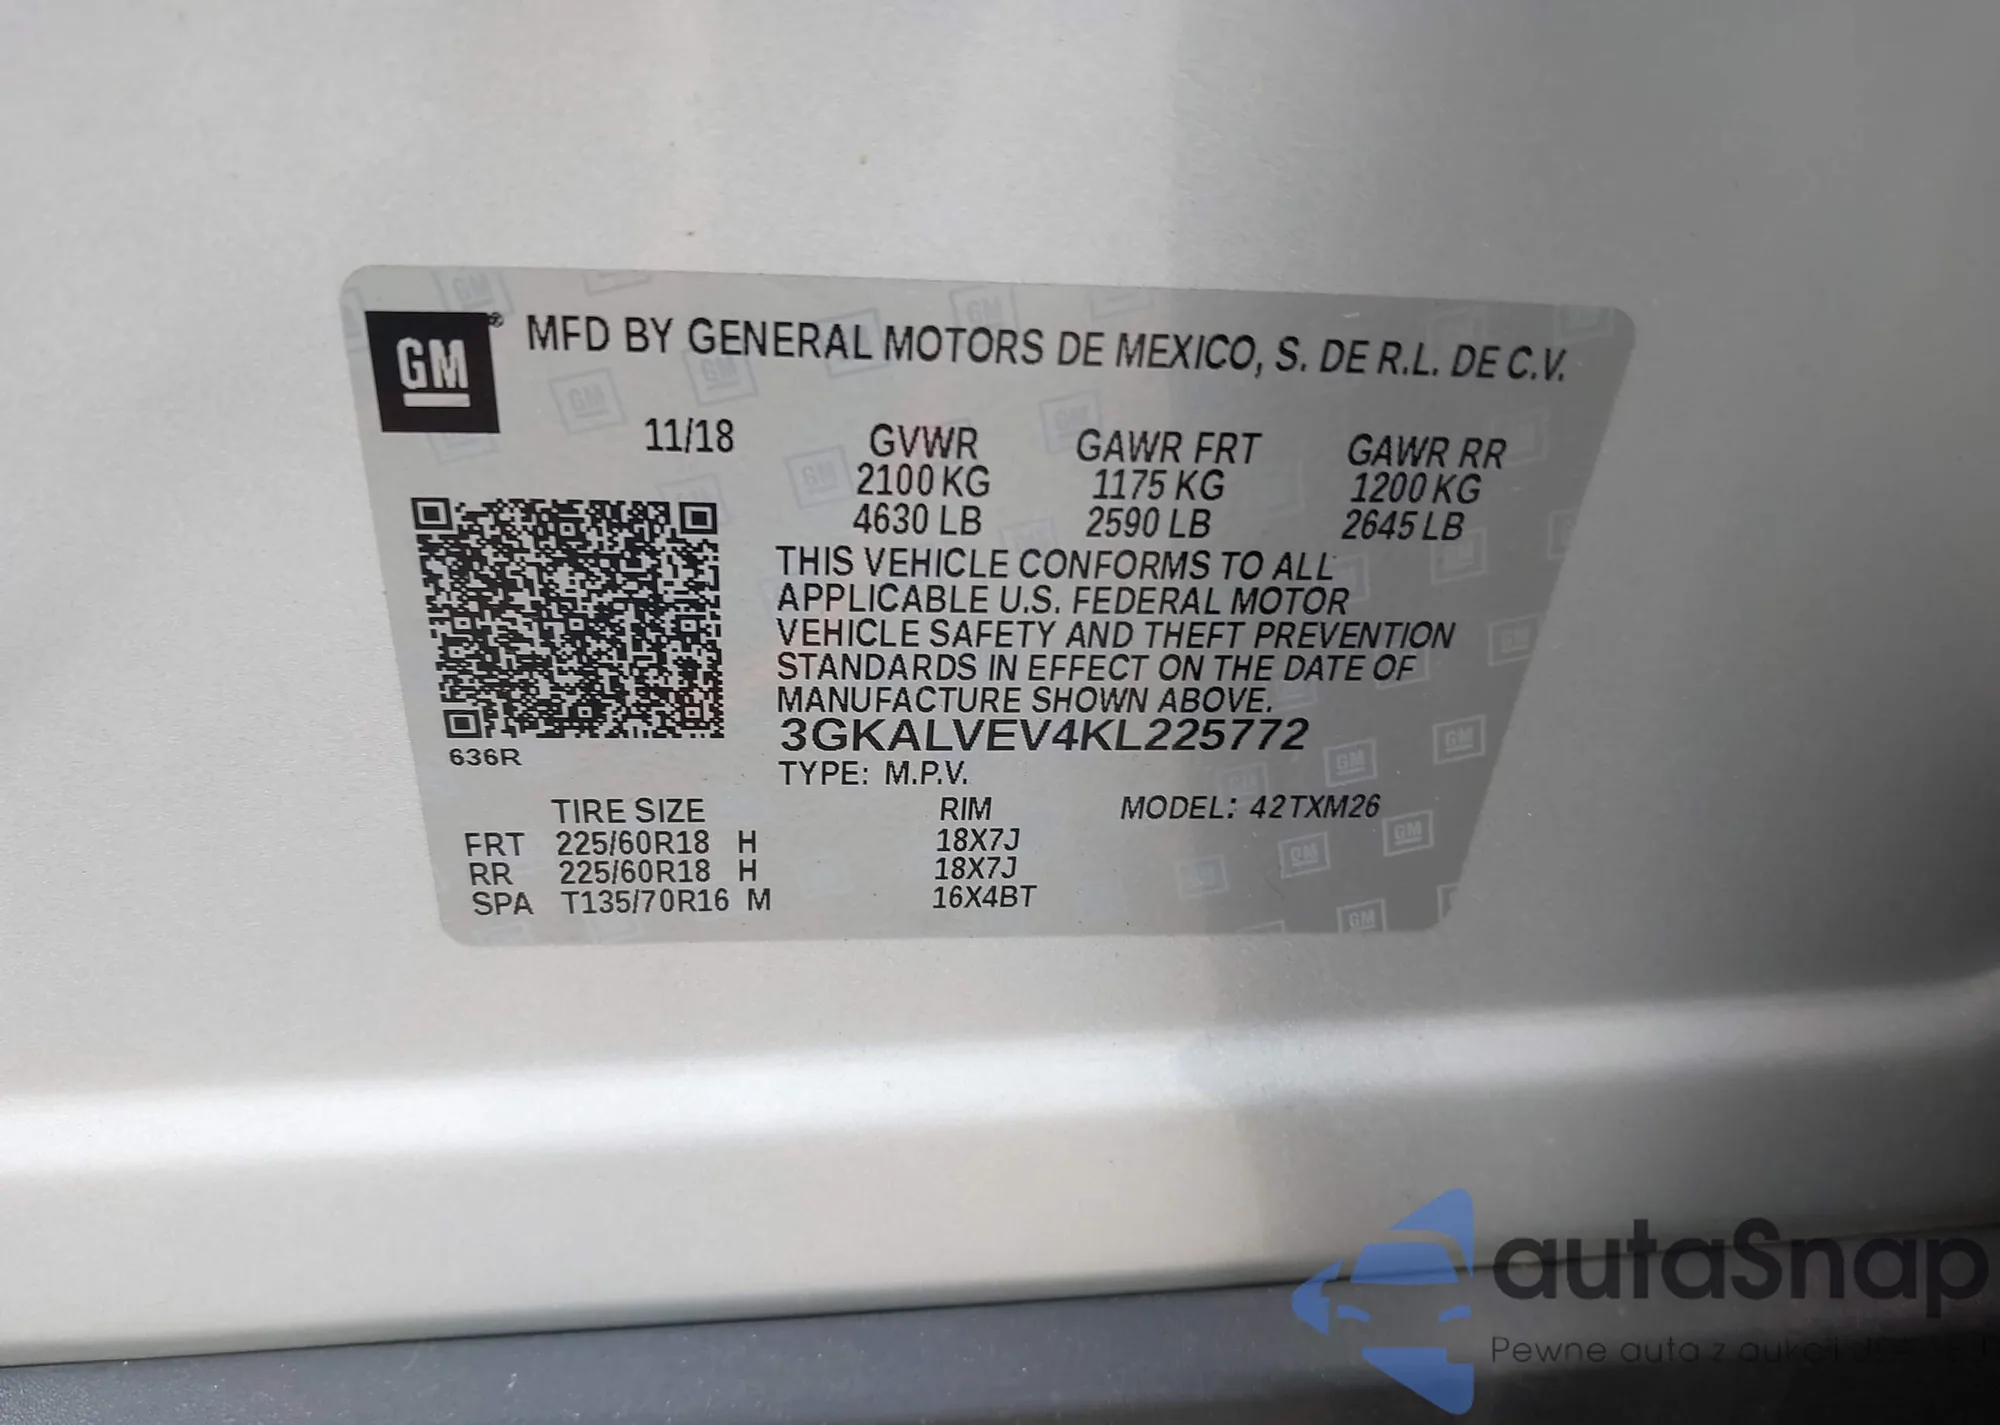 GM
MFD BY GENERAL MOTORS DE MEXICO, S. DE R.L. DE C.V.
11/18
GVWR GAWR FRT GAWR RR
2100 KG 1175 KG 1200 KG
4630 LB 2590 LB 2645 LB
THIS VEHICLE CONFORMS TO ALL
APPLICABLE U.S. FEDERAL MOTOR
VEHICLE SAFETY AND THEFT PREVENTION
STANDARDS IN EFFECT ON THE DATE OF
MANUFACTURE SHOWN ABOVE.
3GKALVEV4KL225772
636R
TYPE: M.P.V.
TIRE SIZE RIM MODEL: 42TXM26
FRT 225/60R18 H 18X7J
RR 225/60R18 H 18X7J
SPA T135/70R16 M 16X4BT
autaSnap
Pewne auta z aukcji